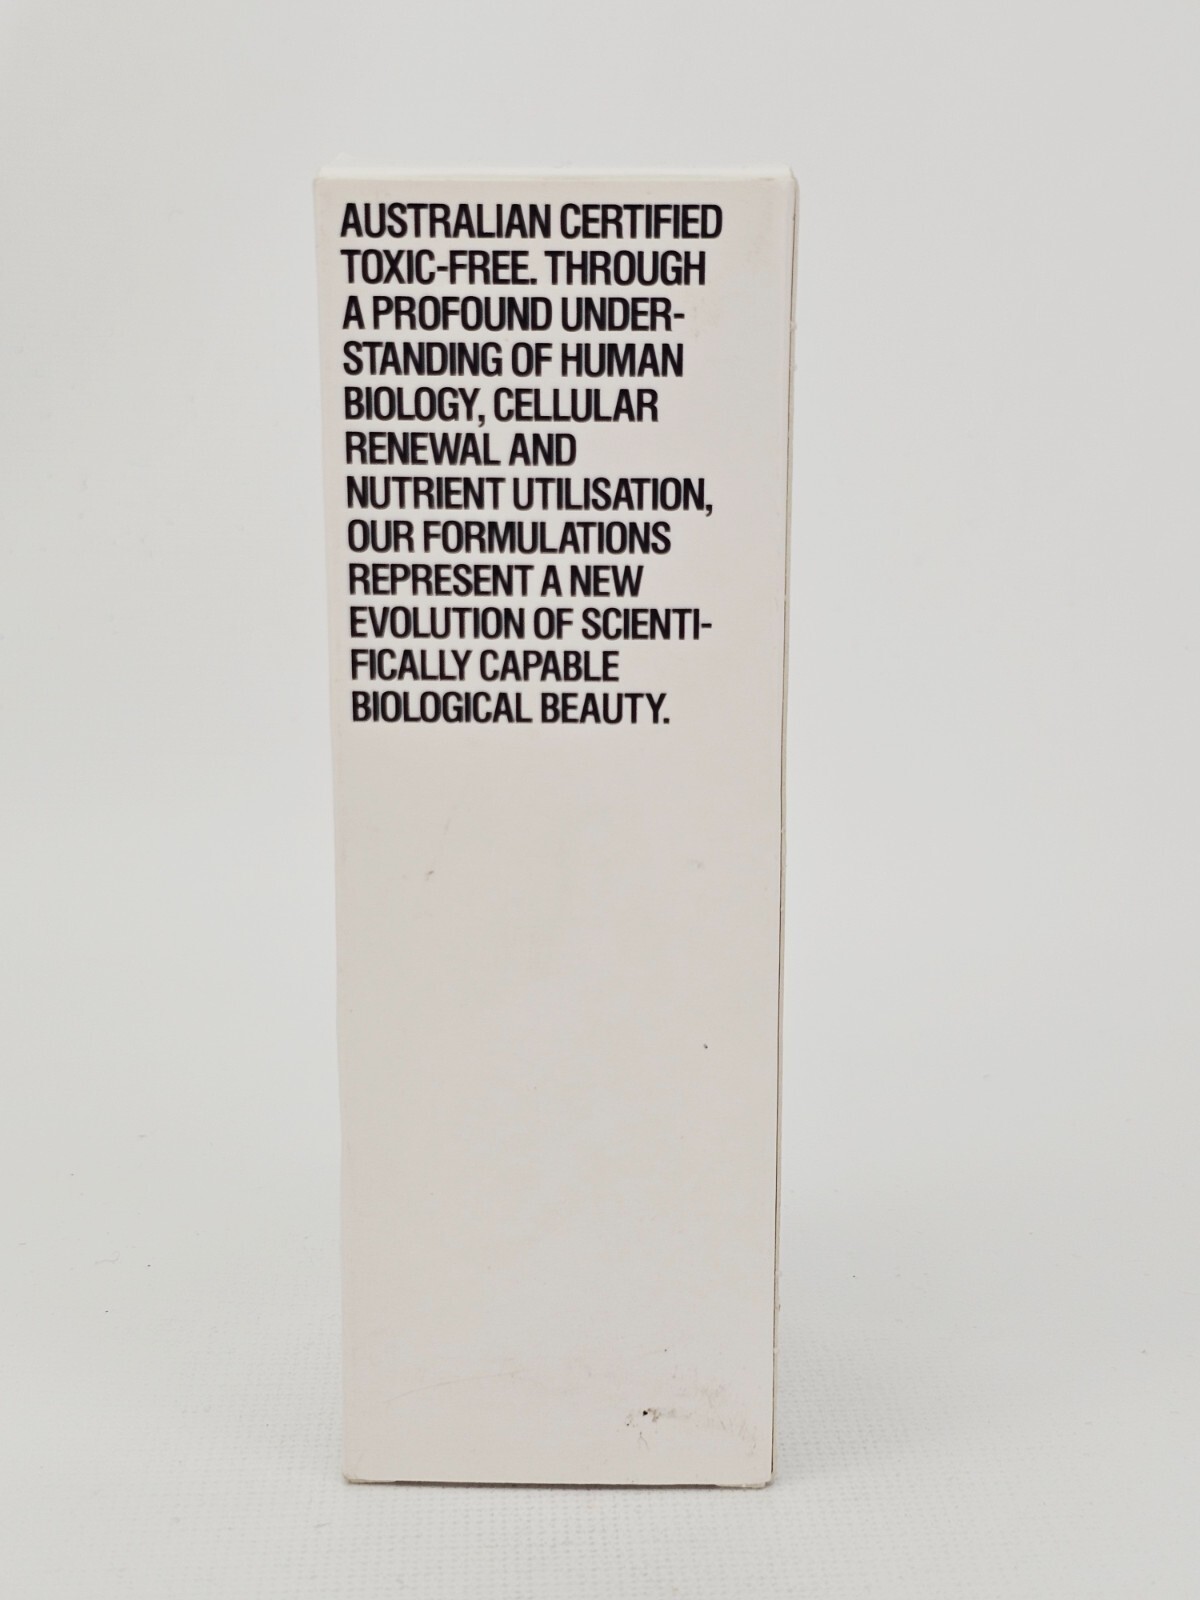 AUSTRALIAN CERTIFIED
TOXIC-FREE. THROUGH
A PROFOUND UNDER-
STANDING OF HUMAN
BIOLOGY, CELLULAR
RENEWAL AND
NUTRIENT UTILISATION,
OUR FORMULATIONS
REPRESENT A NEW
EVOLUTION OF SCIENTI-
FICALLY CAPABLE
BIOLOGICAL BEAUTY.